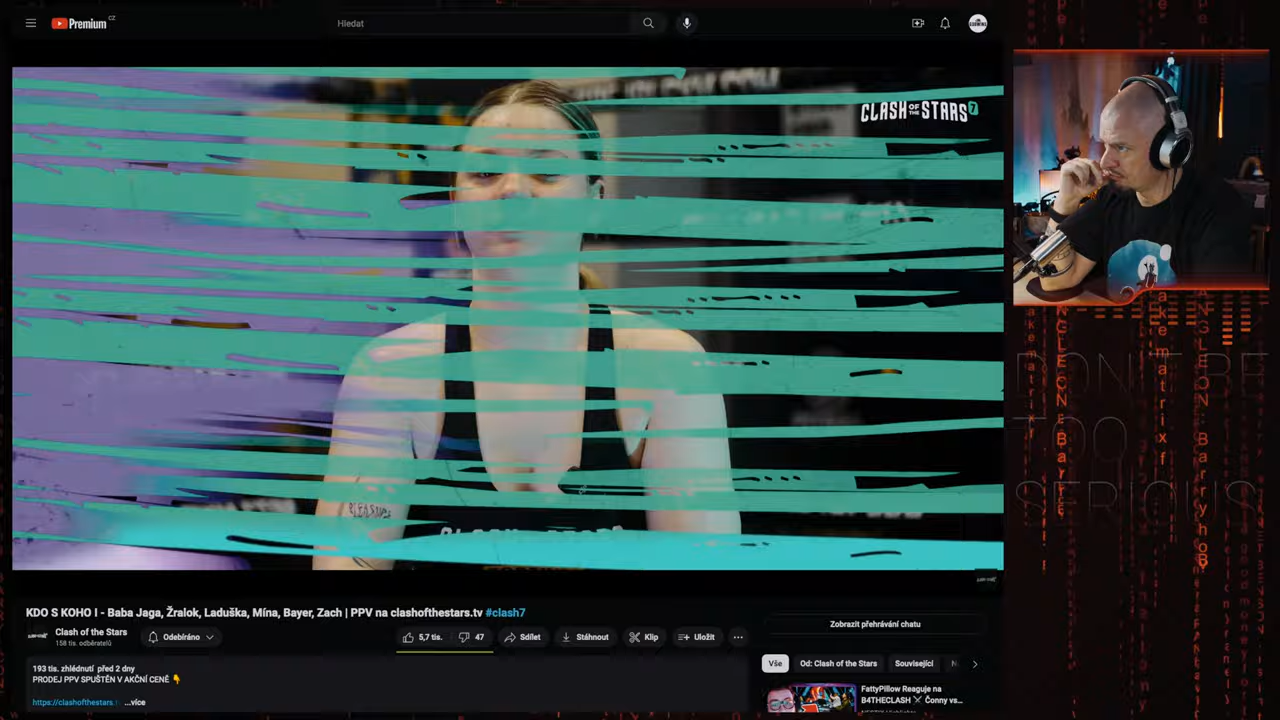 Premium CZ
Hledat
CLASH OF THE STARS 7
KDO S KOHO I - Baba Jaga, Žralok, Laduška, Mína, Bayer, Zach | PPV na clashofthestars.tv #clash7
Clash of the Stars
158 tis. odběratelů
Odebíráno
5,7 tis.
47
Sdílet
Stáhnout
Klip
Uložit
193 tis. zhlédnutí před 2 dny
PRODEJ PPV SPUŠTĚN V AKČNÍ CENĚ
https://clashofthestars.
...více
Zobrazit přehrávání chatu
Vše
Od: Clash of the Stars
Související
FattyPillow Reaguje na
B4THECLASH ⚔ Čonny vs...
DON'T BE
TOO
SERIOUS